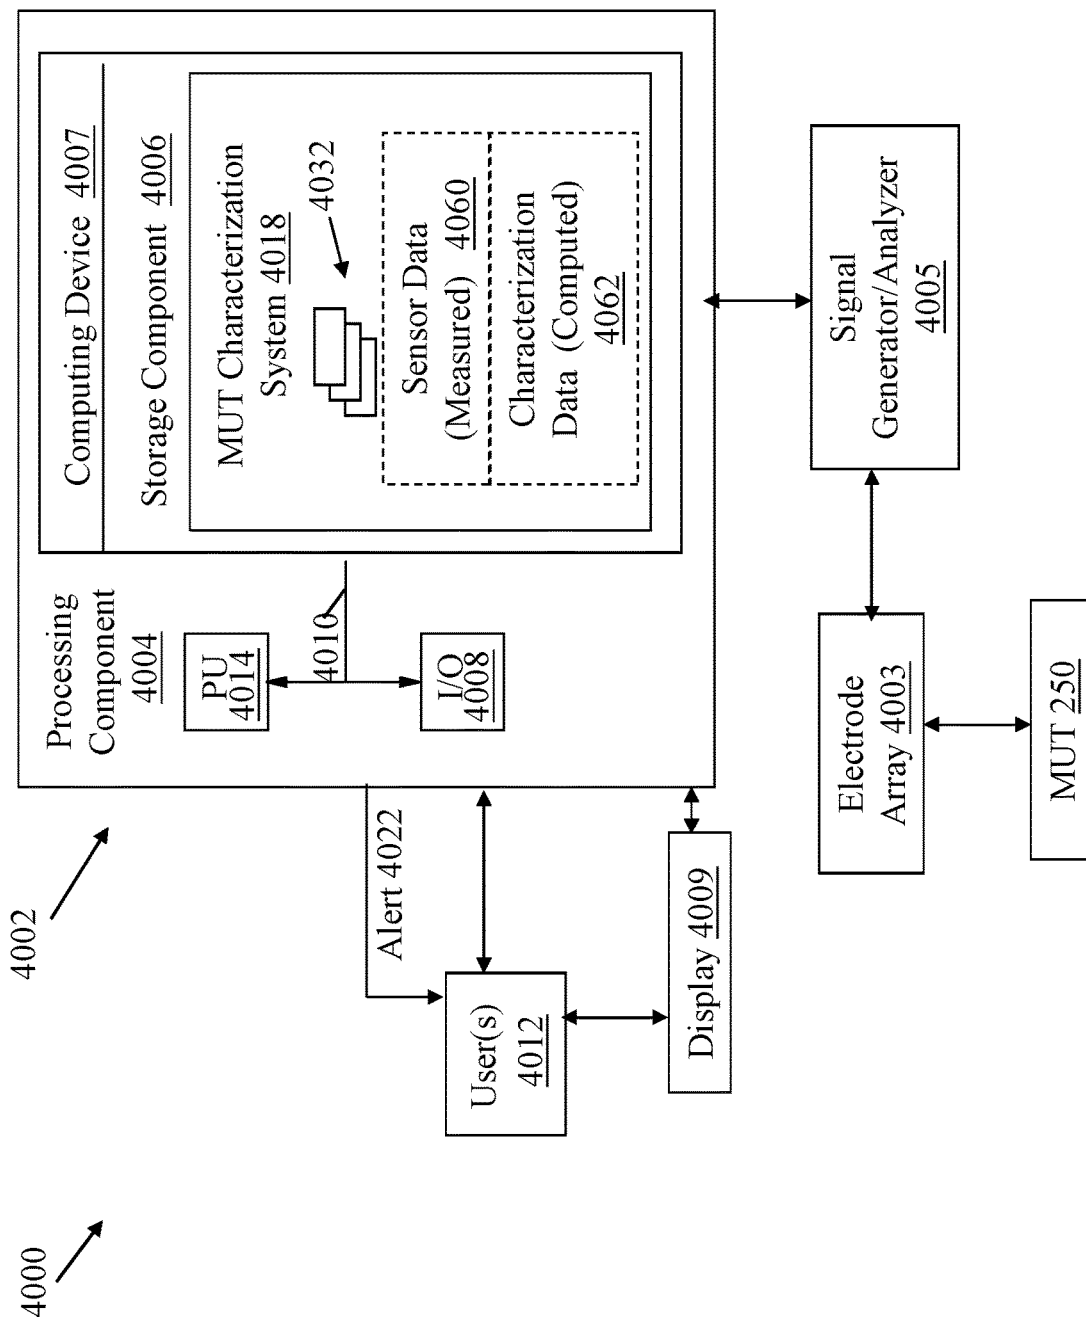 4000
4002
Processing
Component
4004
Computing Device 4007
Storage Component 4006
MUT Characterization
System 4018
4032
Sensor Data
(Measured) 4060
Characterization
Data (Computed)
4062
PU
4014
4010
I/O
4008
Alert 4022
User(s)
4012
Display 4009
Electrode
Array 4003
Signal
Generator/Analyzer
4005
MUT 250